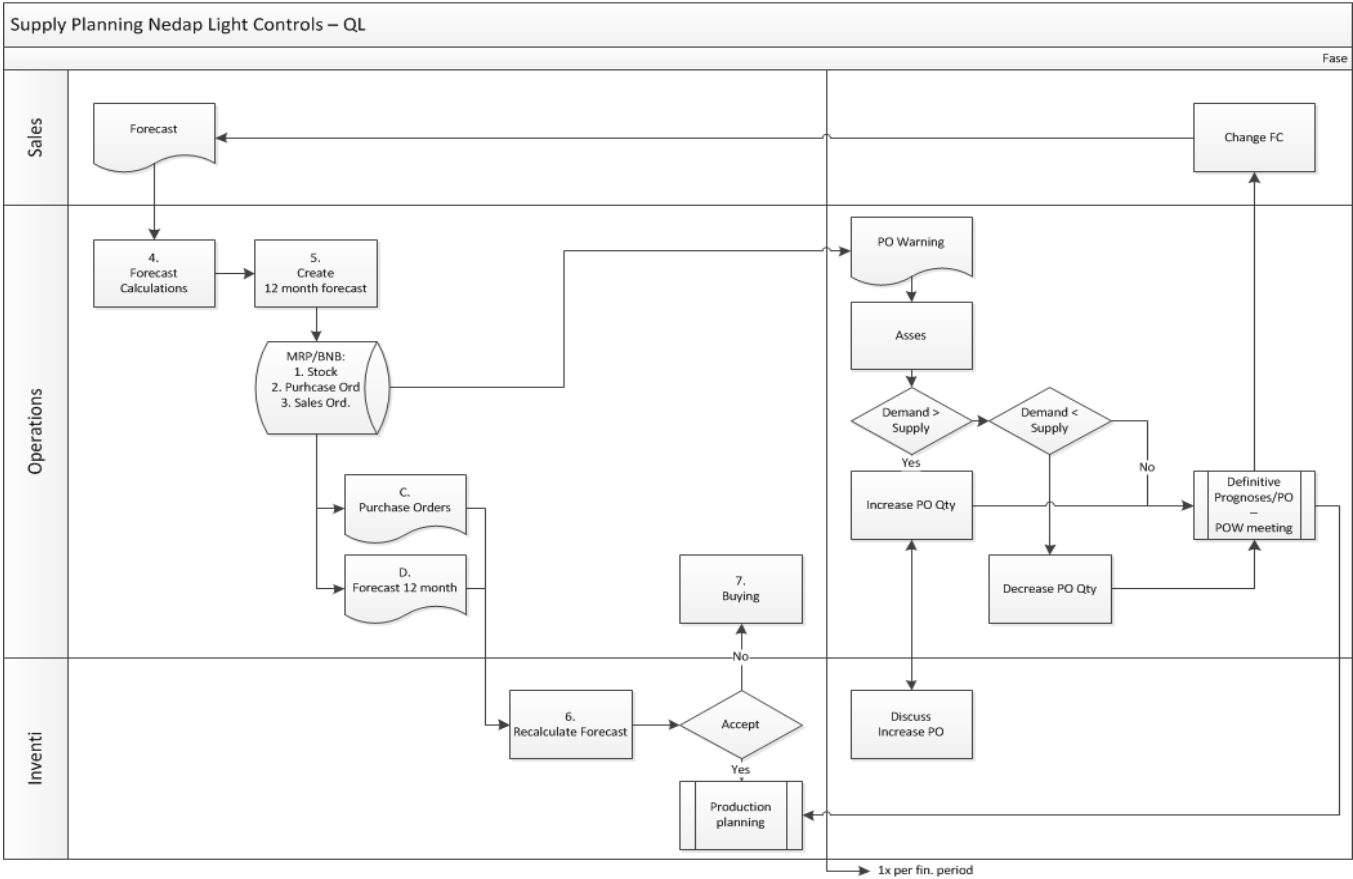 Supply Planning Nedap Light Controls – QL
Fase
Sales
Forecast
Change FC
Operations
4.
Forecast
Calculations
5.
Create
12 month forecast
MRP/BNB:
1. Stock
2. Purhcase Ord
3. Sales Ord.
C.
Purchase Orders
D.
Forecast 12 month
7.
Buying
No
PO Warning
Asses
Demand >
Supply
Yes
Demand <
Supply
No
Increase PO Qty
Decrease PO Qty
Definitive
Prognoses/PO
–
POW meeting
Inventi
6.
Recalculate Forecast
Accept
Yes
Production
planning
Discuss
Increase PO
1x per fin. period